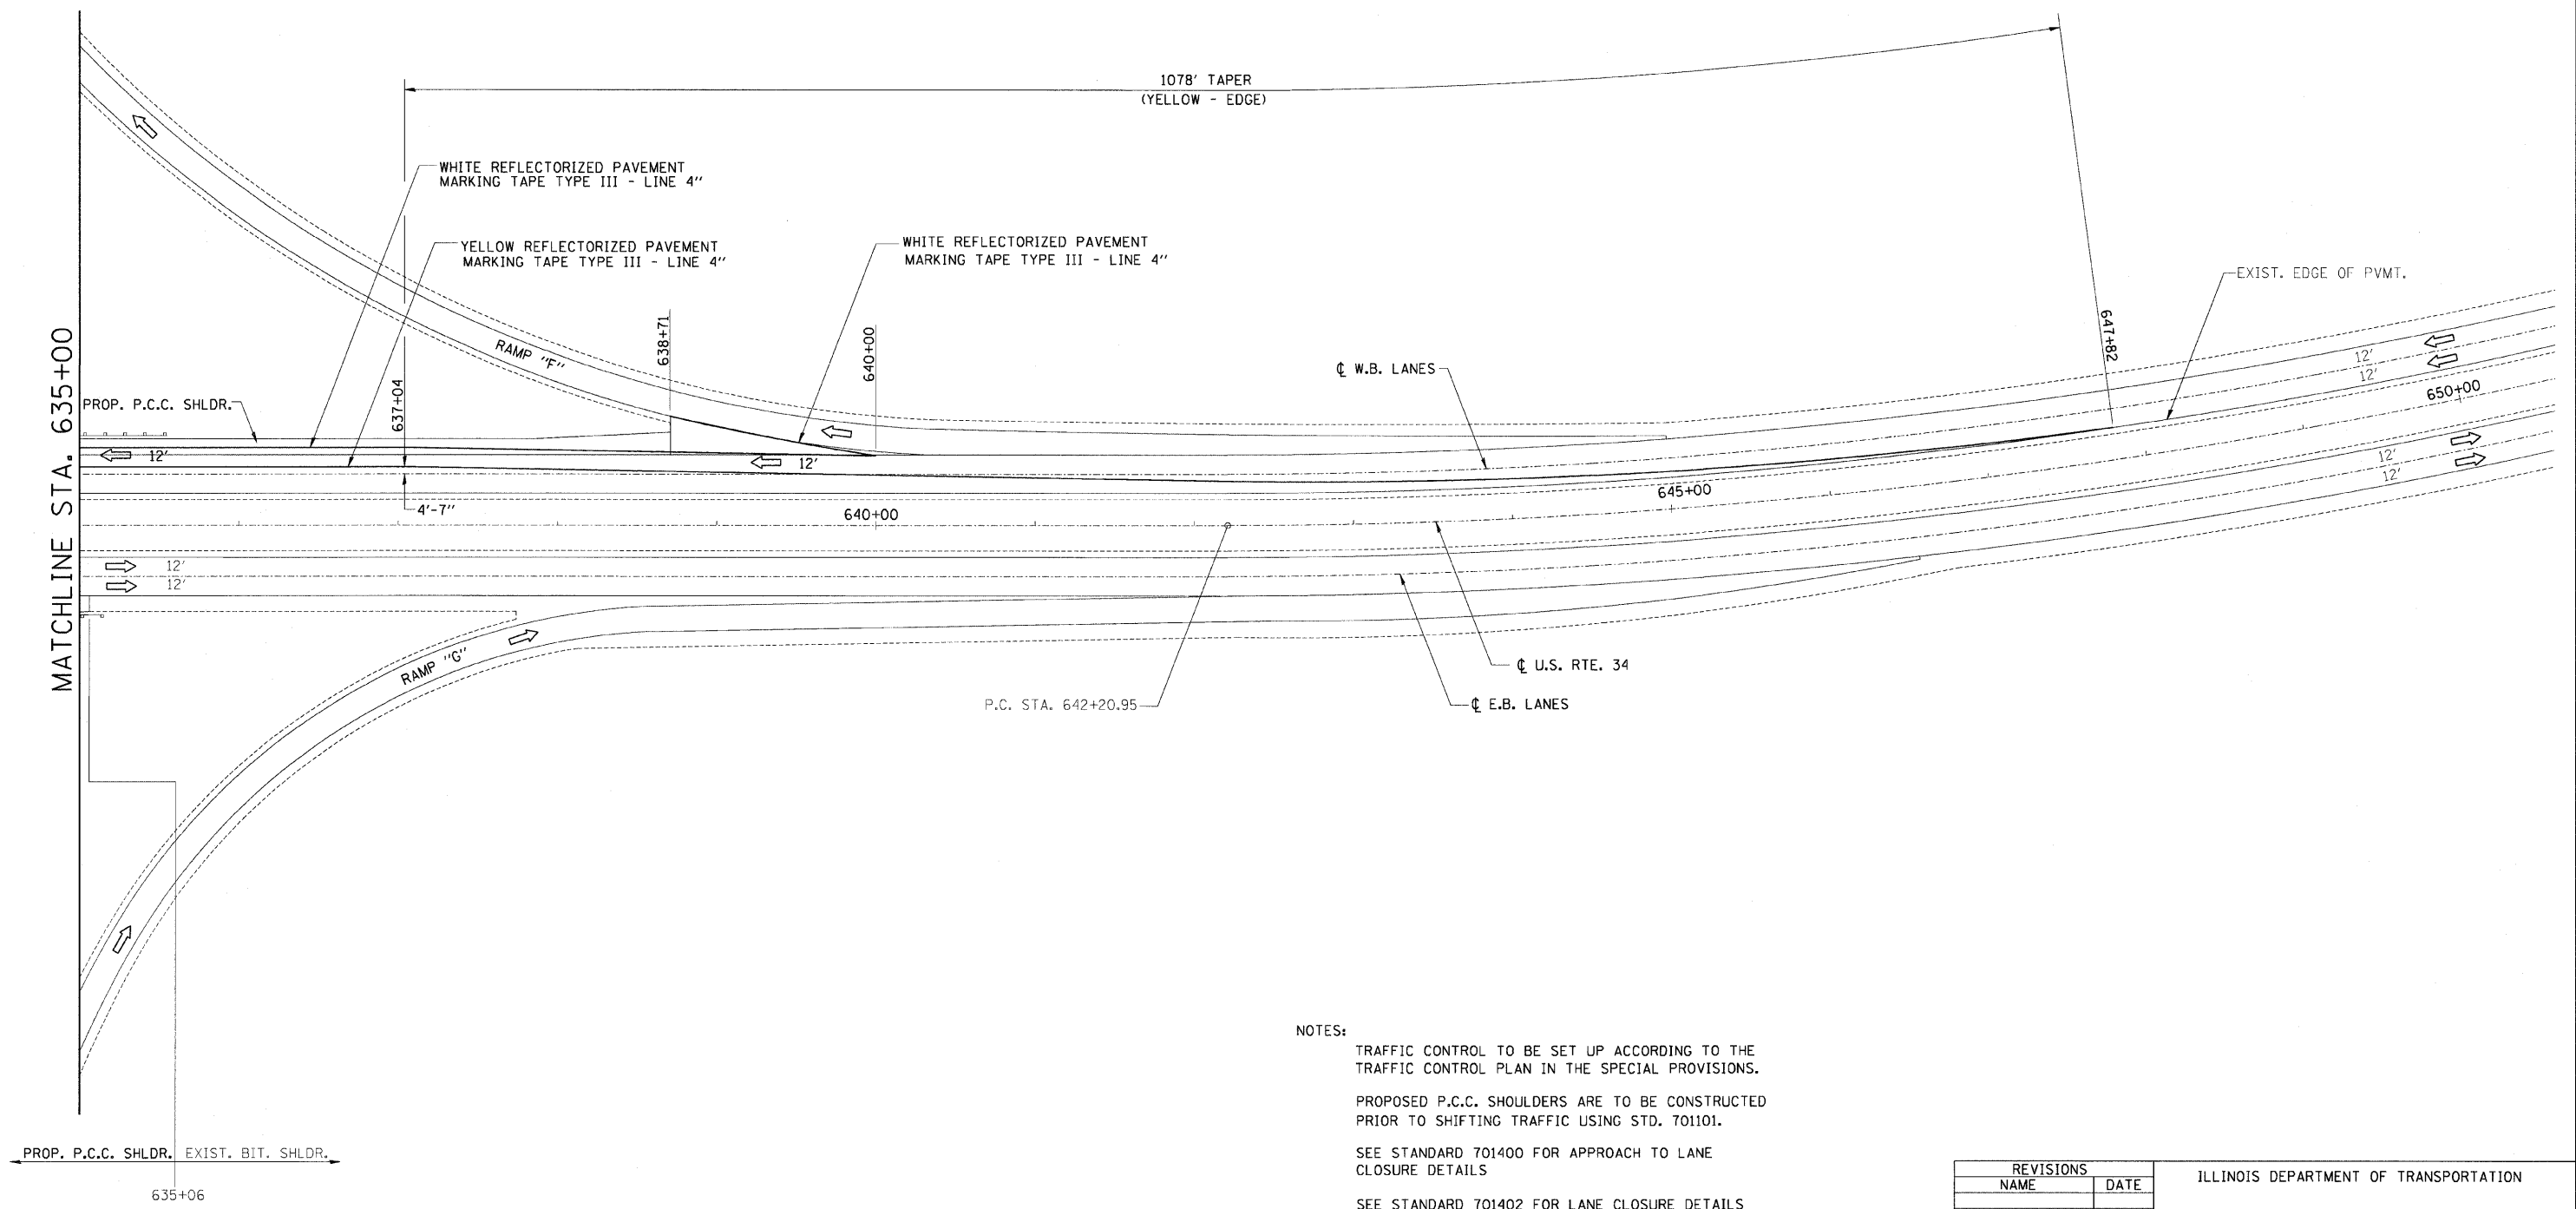 1078' TAPER
(YELLOW - EDGE)
WHITE REFLECTORIZED PAVEMENT
MARKING TAPE TYPE III - LINE 4"
YELLOW REFLECTORIZED PAVEMENT
MARKING TAPE TYPE III - LINE 4"
WHITE REFLECTORIZED PAVEMENT
MARKING TAPE TYPE III - LINE 4"
EXIST. EDGE OF PVMT.
MATCHLINE STA. 635+00
RAMP "F"
638+71
640+00
647+82
637+04
PROP. P.C.C. SHLDR.
℄ W.B. LANES
12'
12'
650+00
12'
12'
12'
12'
4'-7"
640+00
645+00
12'
12'
RAMP "G"
℄ U.S. RTE. 34
P.C. STA. 642+20.95
℄ E.B. LANES
NOTES:
TRAFFIC CONTROL TO BE SET UP ACCORDING TO THE
TRAFFIC CONTROL PLAN IN THE SPECIAL PROVISIONS.
PROPOSED P.C.C. SHOULDERS ARE TO BE CONSTRUCTED
PRIOR TO SHIFTING TRAFFIC USING STD. 701101.
SEE STANDARD 701400 FOR APPROACH TO LANE
CLOSURE DETAILS
SEE STANDARD 701402 FOR LANE CLOSURE DETAILS
PROP. P.C.C. SHLDR. EXIST. BIT. SHLDR.
635+06
REVISIONS
NAME DATE
ILLINOIS DEPARTMENT OF TRANSPORTATION